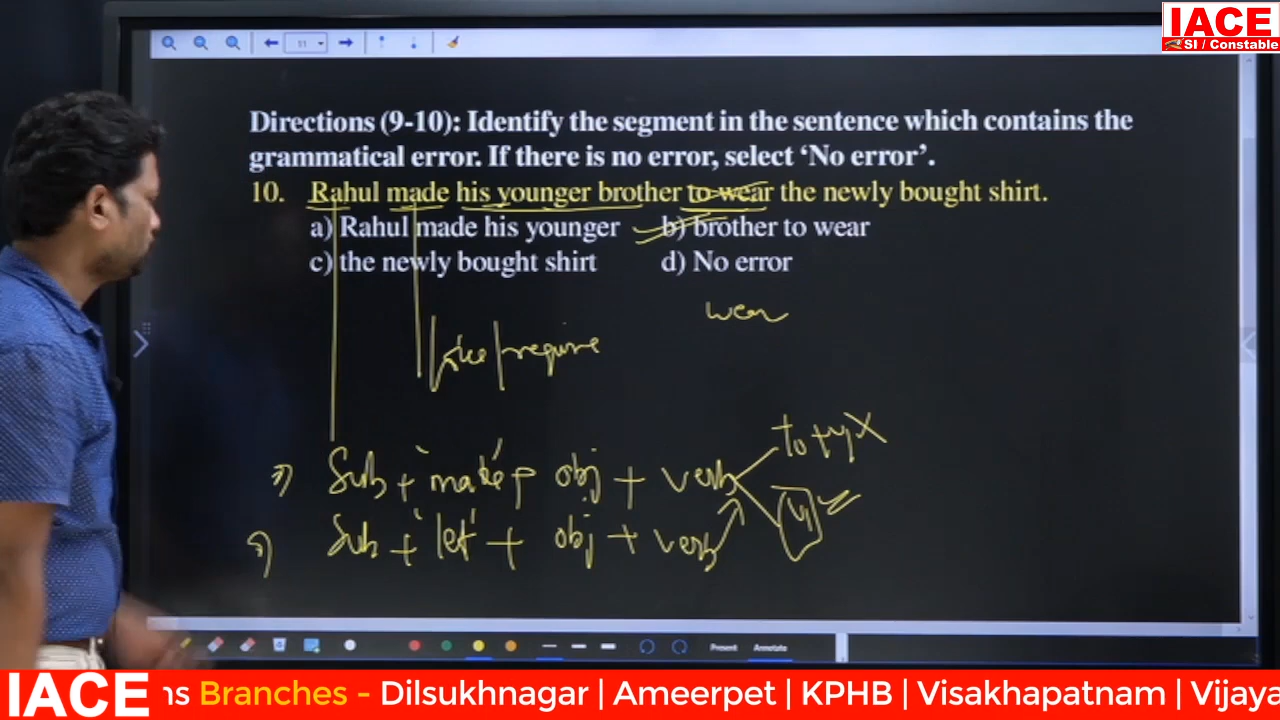 IACE
SI / Constable
51
Directions (9-10): Identify the segment in the sentence which contains the
grammatical error. If there is no error, select ‘No error’.
10. Rahul made his younger brother to wear the newly bought shirt.
a) Rahul made his younger b) brother to wear
c) the newly bought shirt d) No error
wear
require
Sub + 'make' + obj + verb
to + v1 X
v1
Sub + 'let' + obj + verb
Present Annotate
IACE
ns Branches - Dilsukhnagar | Ameerpet | KPHB | Visakhapatnam | Vijaya